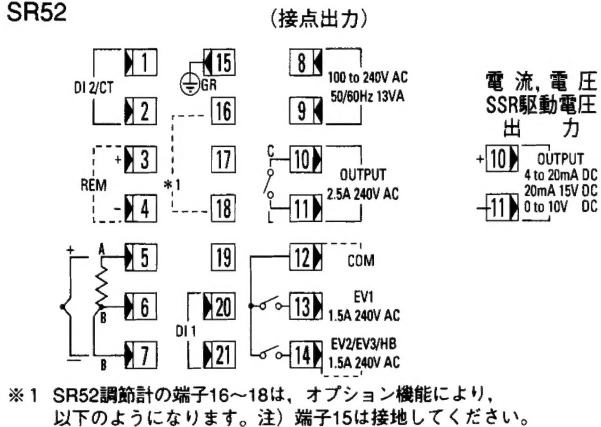 SR52
(接点出力)
1
15
8
DI 2/CT
GR
100 to 240V AC
50/60Hz 13VA
2
16
9
電 流, 電 圧
SSR駆動電圧
出 力
+
3
17
C
10
REM
※1
OUTPUT
2.5A 240V AC
-
4
18
L
11
+ 10
OUTPUT
4 to 20mA DC
20mA 15V DC
- 11
0 to 10V DC
+
A
5
19
12
COM
B
6
20
13
EV1
1.5A 240V AC
DI 1
-
B
7
21
14
EV2/EV3/HB
1.5A 240V AC
※1 SR52調節計の端子16~18は, オプション機能により,
以下のようになります。注) 端子15は接地してください。